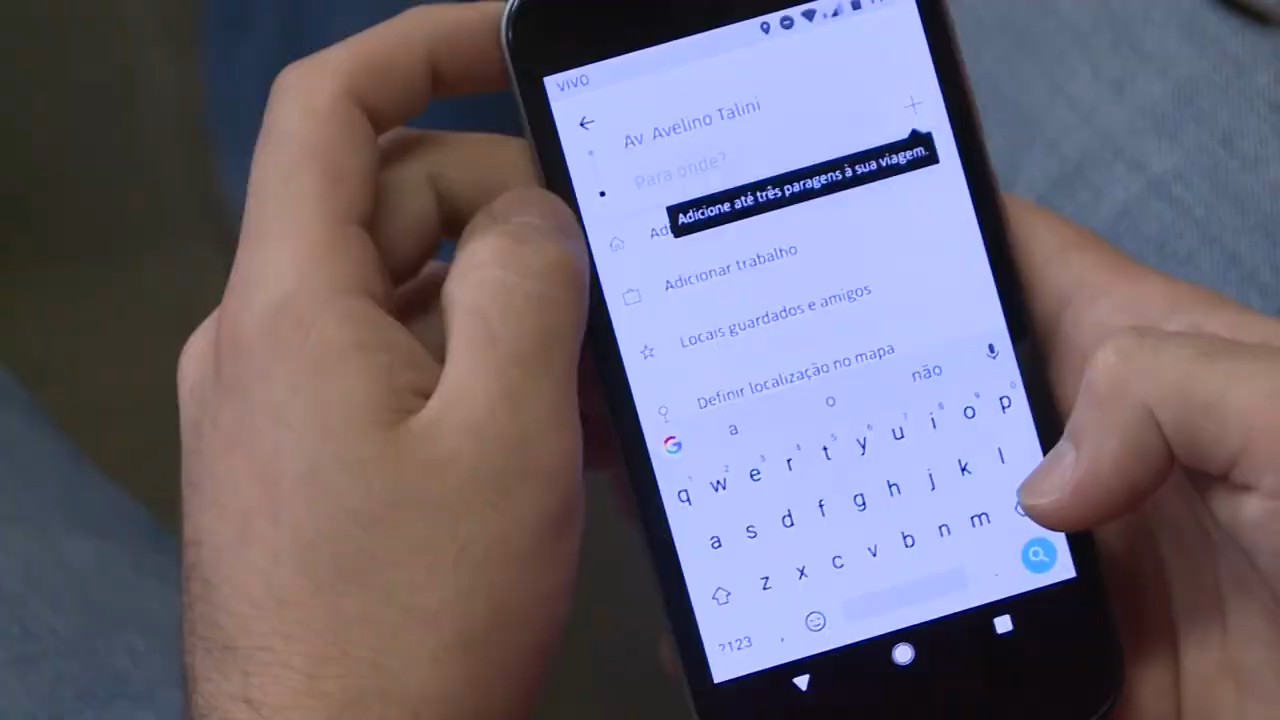 VIVO
Av Avelino Talini
Para onde?
Adicione até três paragens à sua viagem.
Adicionar trabalho
Locais guardados e amigos
Definir localização no mapa
a o não
q w e r t y u i o p
a s d f g h j k l
z x c v b n m
?123 , .